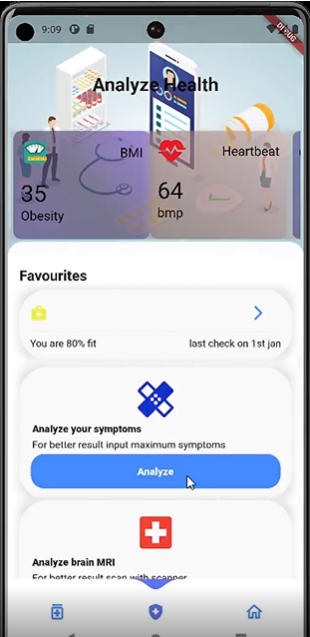 9:09
DEBUG
Analyze Health
BMI
Heartbeat
35
64
Obesity
bmp
Favourites
You are 80% fit
last check on 1st jan
Analyze your symptoms
For better result input maximum symptoms
Analyze
Analyze brain MRI
For better result scan with scanner